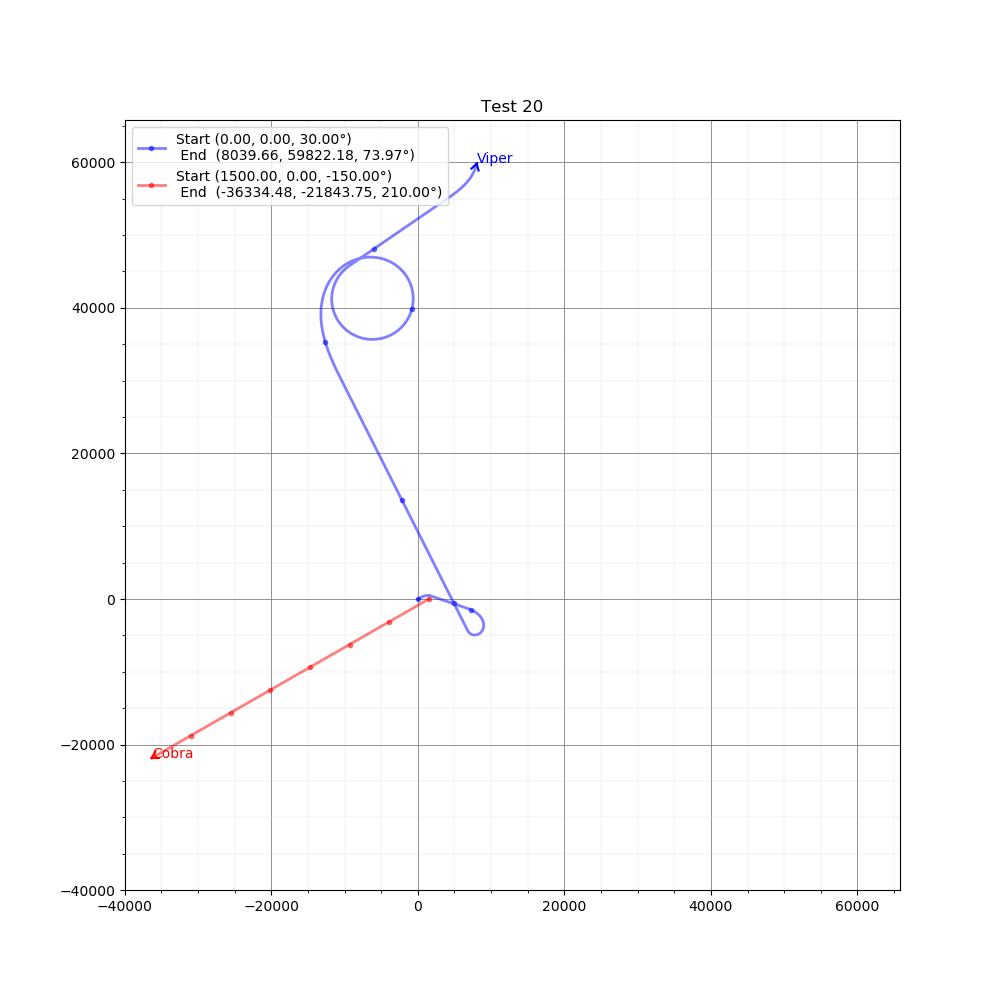 Test 20
Start (0.00, 0.00, 30.00°)
End  (8039.66, 59822.18, 73.97°)
Start (1500.00, 0.00, -150.00°)
End  (-36334.48, -21843.75, 210.00°)
Viper
Cobra
60000
40000
20000
0
−20000
−40000
−40000
−20000
0
20000
40000
60000